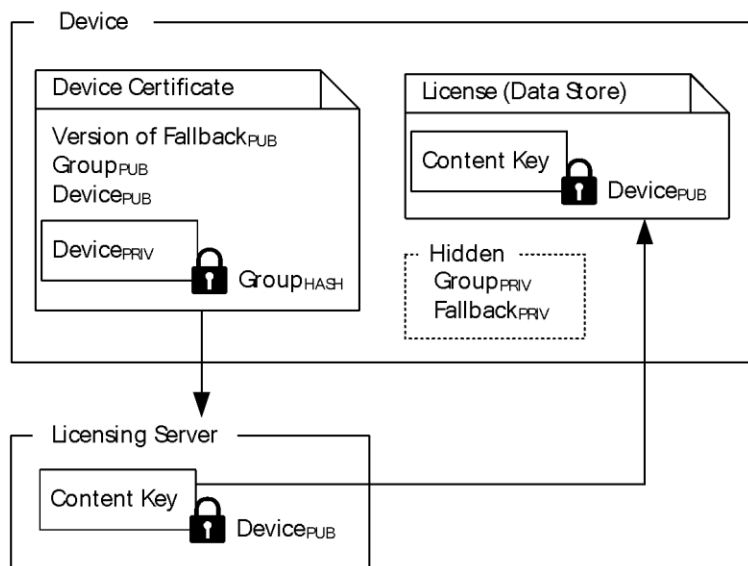 Device
Device Certificate
Version of FallbackPUB
GroupPUB
DevicePUB
DevicePRIV
GroupHASH
License (Data Store)
Content Key
DevicePUB
Hidden
GroupPRIV
FallbackPRIV
Licensing Server
Content Key
DevicePUB